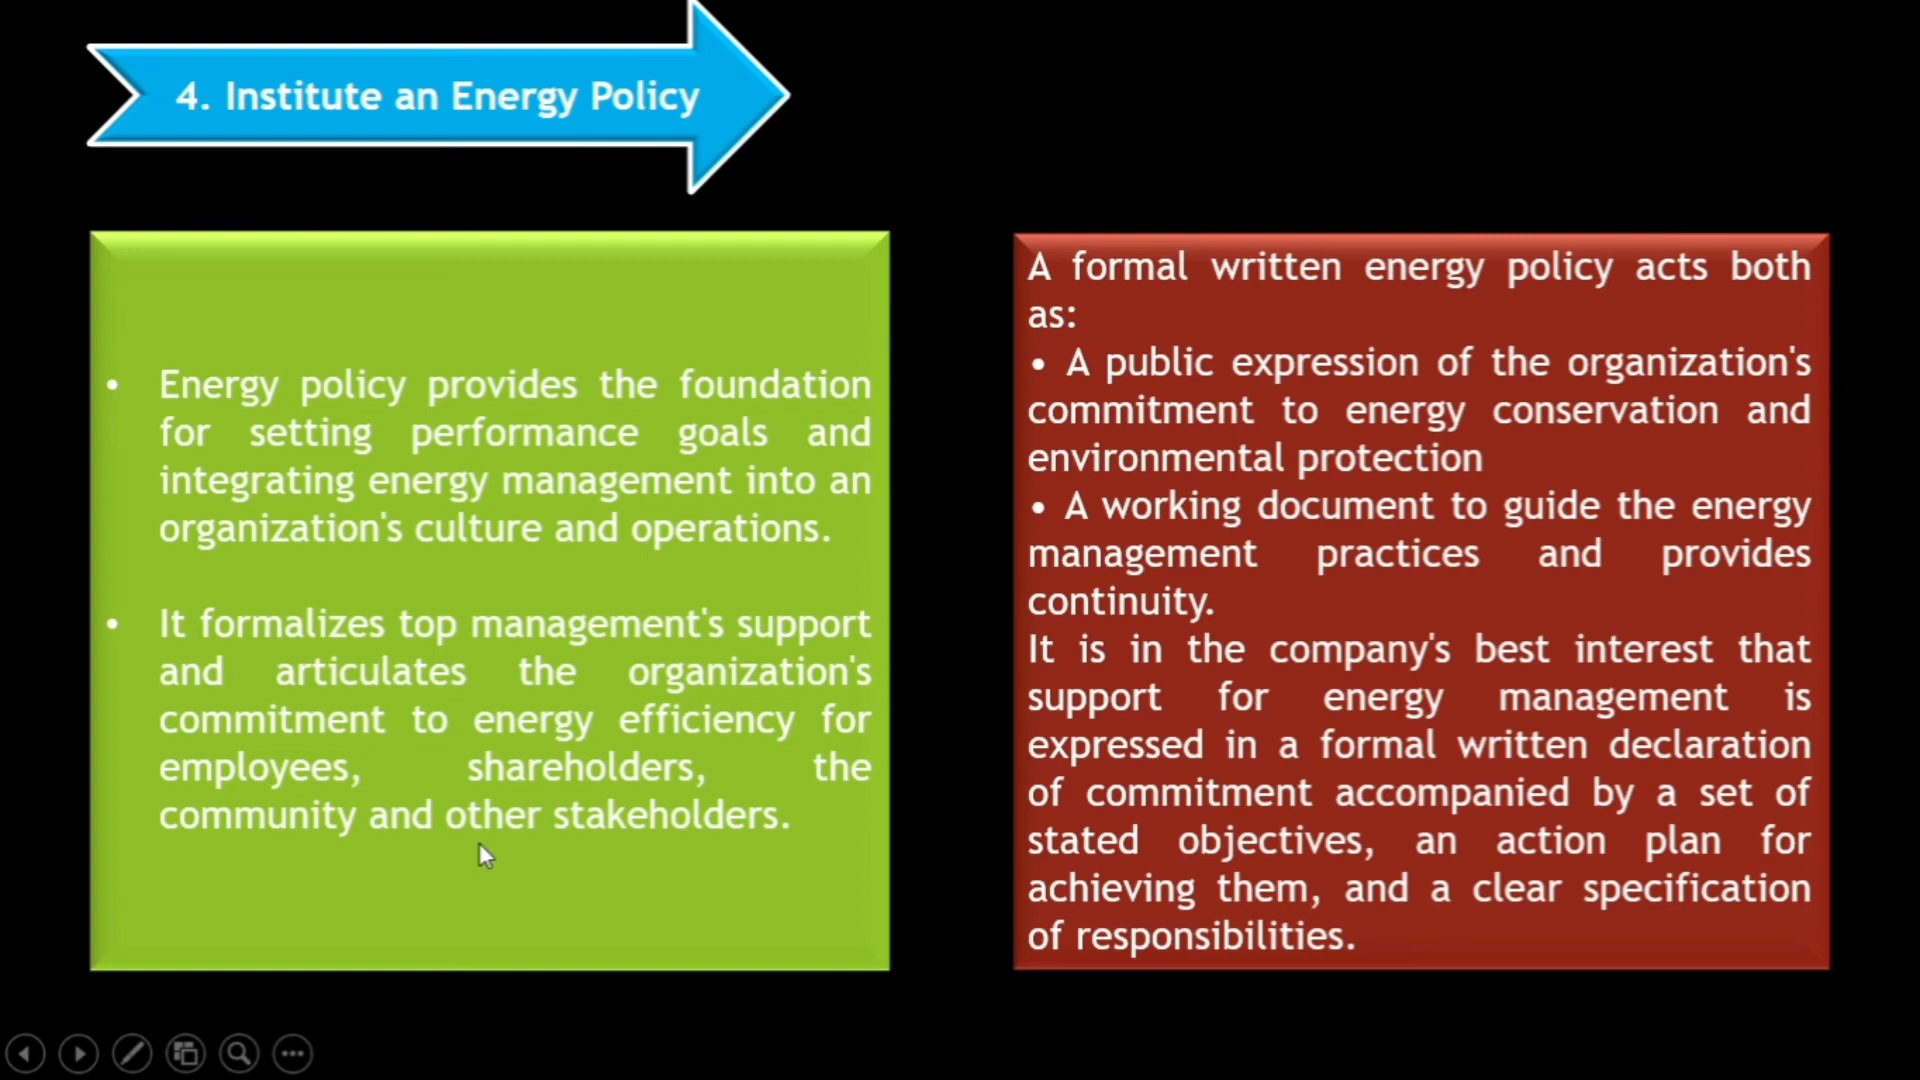 4. Institute an Energy Policy
• Energy policy provides the foundation
for setting performance goals and
integrating energy management into an
organization's culture and operations.
• It formalizes top management's support
and articulates the organization's
commitment to energy efficiency for
employees, shareholders, the
community and other stakeholders.
A formal written energy policy acts both
as:
• A public expression of the organization's
commitment to energy conservation and
environmental protection
• A working document to guide the energy
management practices and provides
continuity.
It is in the company's best interest that
support for energy management is
expressed in a formal written declaration
of commitment accompanied by a set of
stated objectives, an action plan for
achieving them, and a clear specification
of responsibilities.